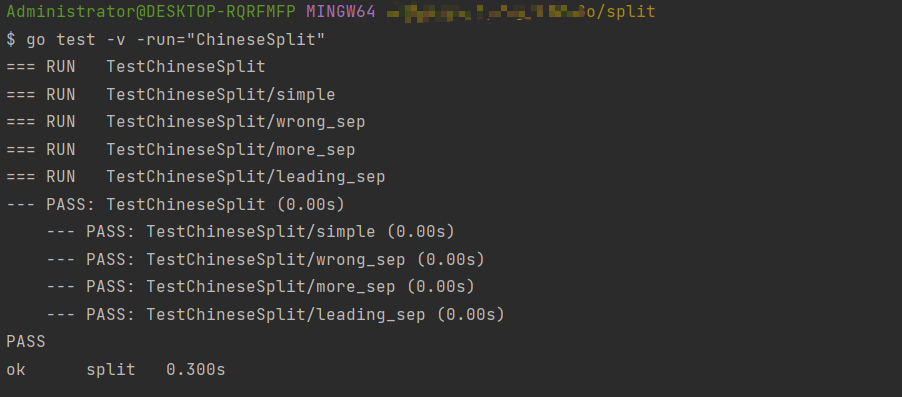 Administrator@DESKTOP-RQRFMFP MINGW64 o/split
$ go test -v -run="ChineseSplit"
=== RUN   TestChineseSplit
=== RUN   TestChineseSplit/simple
=== RUN   TestChineseSplit/wrong_sep
=== RUN   TestChineseSplit/more_sep
=== RUN   TestChineseSplit/leading_sep
--- PASS: TestChineseSplit (0.00s)
    --- PASS: TestChineseSplit/simple (0.00s)
    --- PASS: TestChineseSplit/wrong_sep (0.00s)
    --- PASS: TestChineseSplit/more_sep (0.00s)
    --- PASS: TestChineseSplit/leading_sep (0.00s)
PASS
ok      split   0.300s